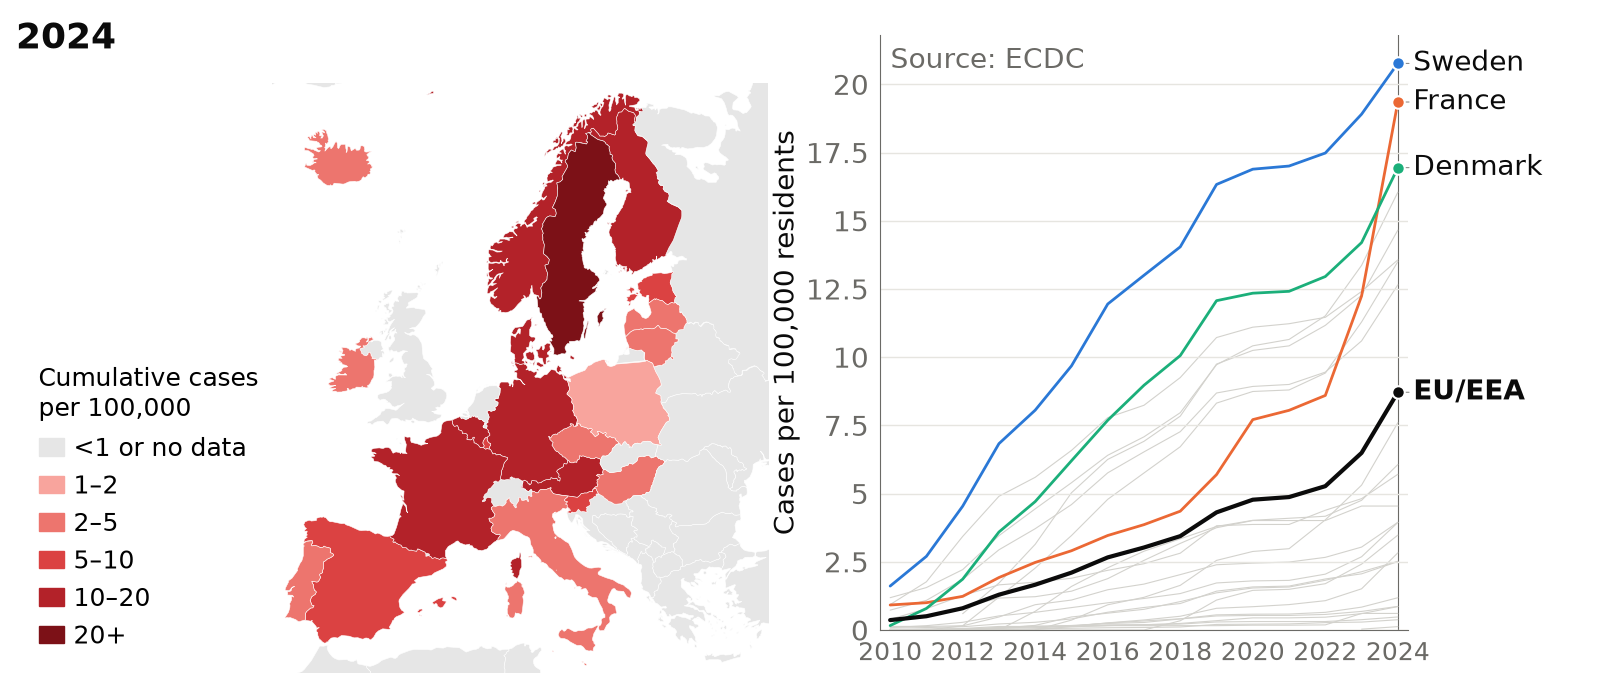 2024
Cumulative cases
per 100,000
<1 or no data
1–2
2–5
5–10
10–20
20+
Cases per 100,000 residents
Source: ECDC
20
17.5
15
12.5
10
7.5
5
2.5
0
2010 2012 2014 2016 2018 2020 2022 2024
Sweden
France
Denmark
EU/EEA